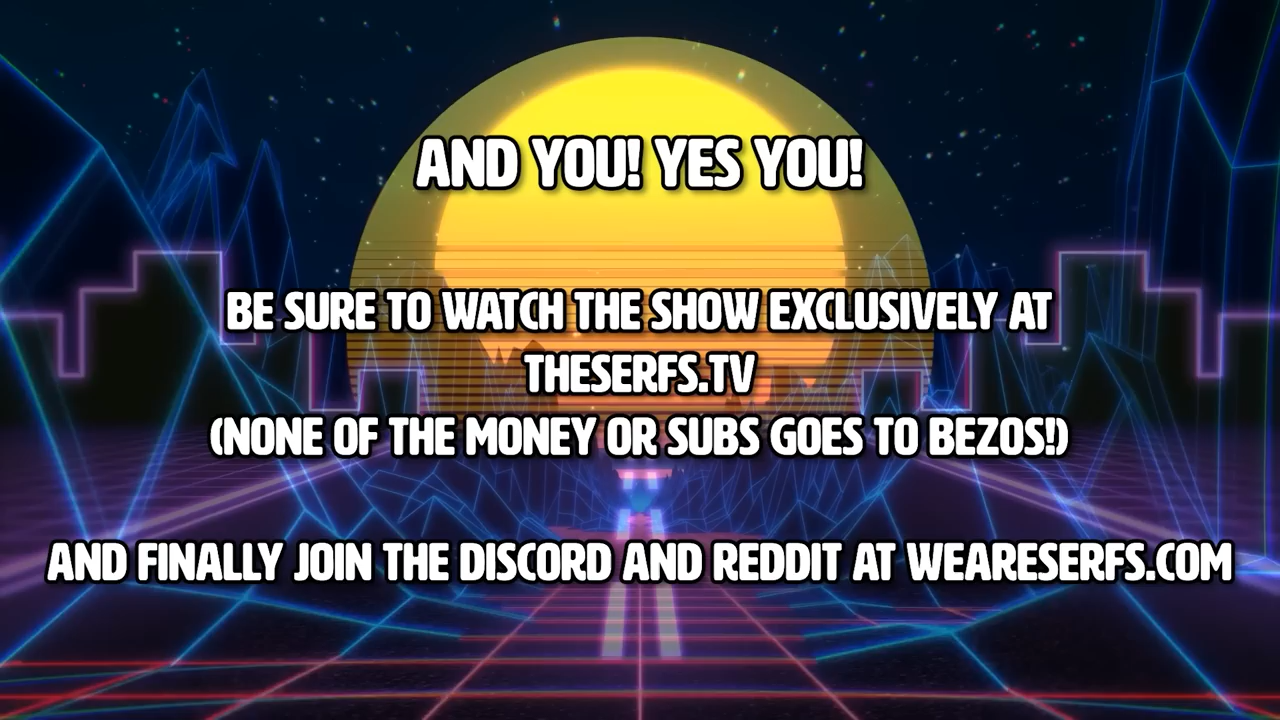 AND YOU! YES YOU!
BE SURE TO WATCH THE SHOW EXCLUSIVELY AT
THESERFS.TV
(NONE OF THE MONEY OR SUBS GOES TO BEZOS!)
AND FINALLY JOIN THE DISCORD AND REDDIT AT WEARESERFS.COM